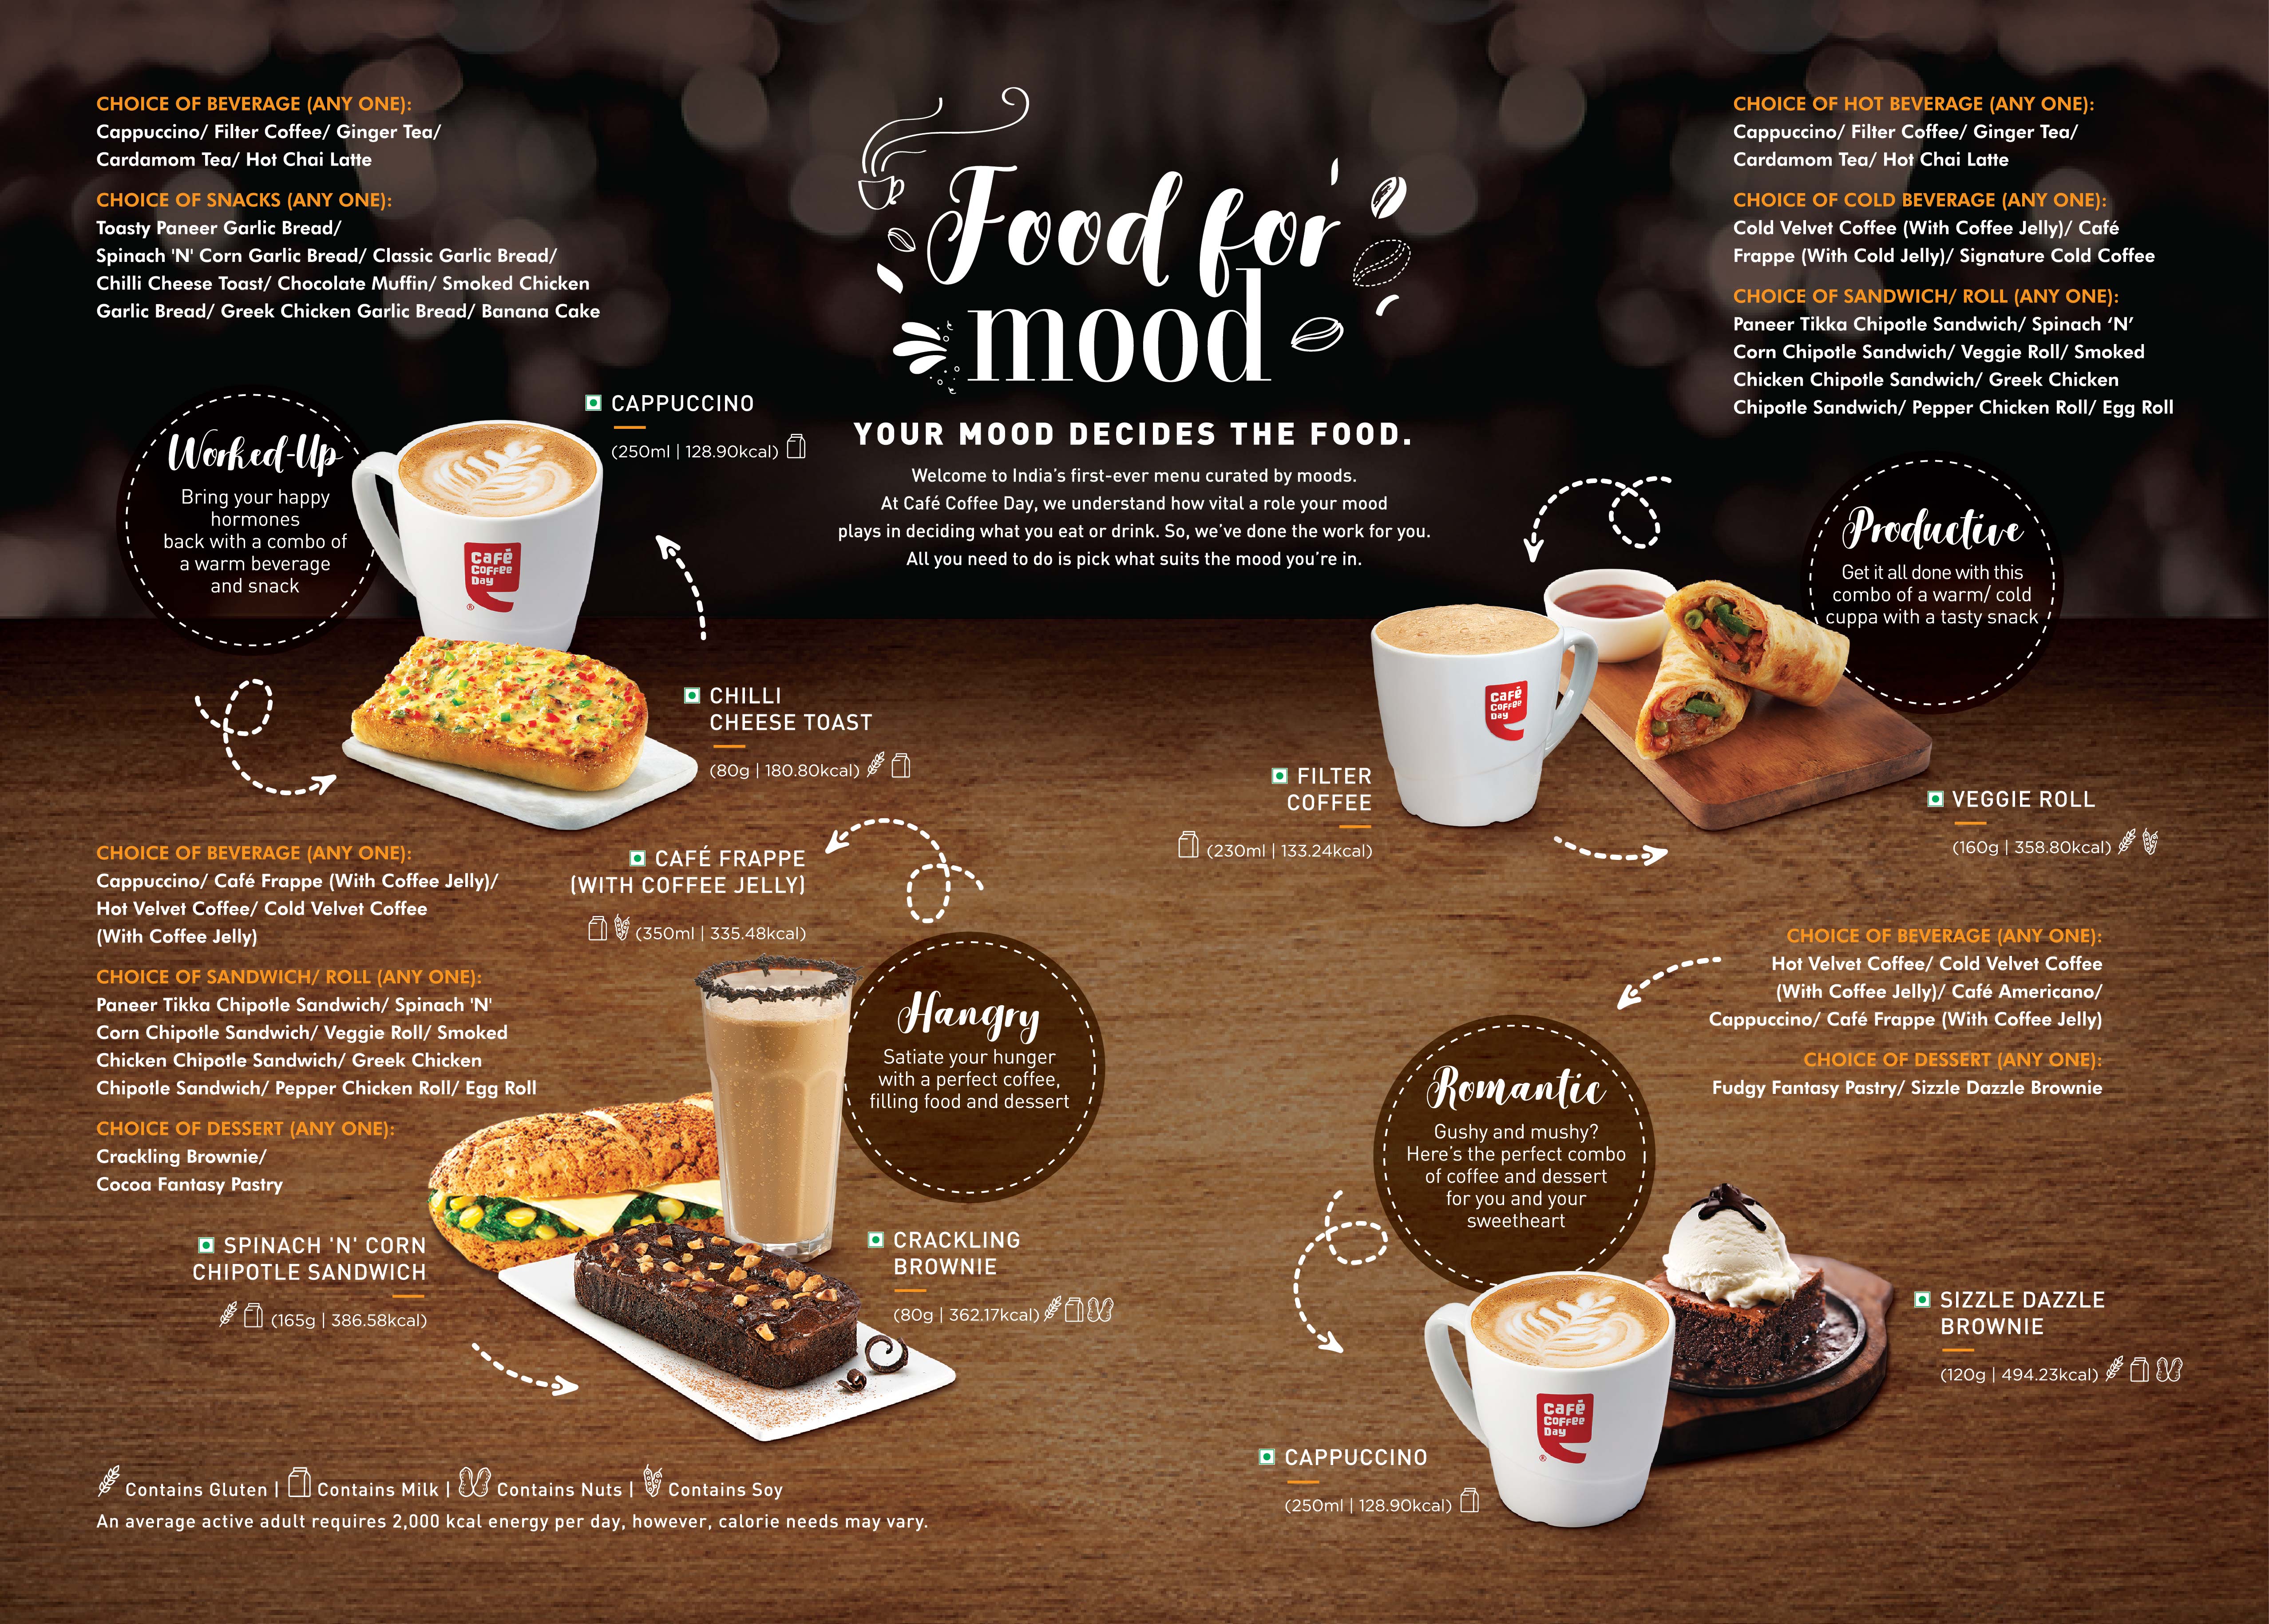 CHOICE OF BEVERAGE (ANY ONE):
Cappuccino/ Filter Coffee/ Ginger Tea/
Cardamom Tea/ Hot Chai Latte
CHOICE OF SNACKS (ANY ONE):
Toasty Paneer Garlic Bread/
Spinach 'N' Corn Garlic Bread/ Classic Garlic Bread/
Chilli Cheese Toast/ Chocolate Muffin/ Smoked Chicken
Garlic Bread/ Greek Chicken Garlic Bread/ Banana Cake
Worked-Up
Bring your happy
hormones
back with a combo of
a warm beverage
and snack
CAPPUCCINO
(250ml | 128.90kcal)
Café
Coffee
Day
®
CHILLI
CHEESE TOAST
(80g | 180.80kcal)
Food for
mood
YOUR MOOD DECIDES THE FOOD.
Welcome to India's first-ever menu curated by moods.
At Café Coffee Day, we understand how vital a role your mood
plays in deciding what you eat or drink. So, we've done the work for you.
All you need to do is pick what suits the mood you're in.
CHOICE OF HOT BEVERAGE (ANY ONE):
Cappuccino/ Filter Coffee/ Ginger Tea/
Cardamom Tea/ Hot Chai Latte
CHOICE OF COLD BEVERAGE (ANY ONE):
Cold Velvet Coffee (With Coffee Jelly)/ Café
Frappe (With Cold Jelly)/ Signature Cold Coffee
CHOICE OF SANDWICH/ ROLL (ANY ONE):
Paneer Tikka Chipotle Sandwich/ Spinach ‘N’
Corn Chipotle Sandwich/ Veggie Roll/ Smoked
Chicken Chipotle Sandwich/ Greek Chicken
Chipotle Sandwich/ Pepper Chicken Roll/ Egg Roll
Productive
Get it all done with this
combo of a warm/ cold
cuppa with a tasty snack
Café
Coffee
Day
FILTER
COFFEE
(230ml | 133.24kcal)
VEGGIE ROLL
(160g | 358.80kcal)
CHOICE OF BEVERAGE (ANY ONE):
Cappuccino/ Café Frappe (With Coffee Jelly)/
Hot Velvet Coffee/ Cold Velvet Coffee
(With Coffee Jelly)
CHOICE OF SANDWICH/ ROLL (ANY ONE):
Paneer Tikka Chipotle Sandwich/ Spinach 'N'
Corn Chipotle Sandwich/ Veggie Roll/ Smoked
Chicken Chipotle Sandwich/ Greek Chicken
Chipotle Sandwich/ Pepper Chicken Roll/ Egg Roll
CHOICE OF DESSERT (ANY ONE):
Crackling Brownie/
Cocoa Fantasy Pastry
CAFÉ FRAPPE
(WITH COFFEE JELLY)
(350ml | 335.48kcal)
Hangry
Satiate your hunger
with a perfect coffee,
filling food and dessert
SPINACH 'N' CORN
CHIPOTLE SANDWICH
(165g | 386.58kcal)
CRACKLING
BROWNIE
(80g | 362.17kcal)
CHOICE OF BEVERAGE (ANY ONE):
Hot Velvet Coffee/ Cold Velvet Coffee
(With Coffee Jelly)/ Café Americano/
Cappuccino/ Café Frappe (With Coffee Jelly)
CHOICE OF DESSERT (ANY ONE):
Fudgy Fantasy Pastry/ Sizzle Dazzle Brownie
Romantic
Gushy and mushy?
Here's the perfect combo
of coffee and dessert
for you and your
sweetheart
SIZZLE DAZZLE
BROWNIE
(120g | 494.23kcal)
Café
Coffee
Day
®
CAPPUCCINO
(250ml | 128.90kcal)
Contains Gluten | Contains Milk | Contains Nuts | Contains Soy
An average active adult requires 2,000 kcal energy per day, however, calorie needs may vary.